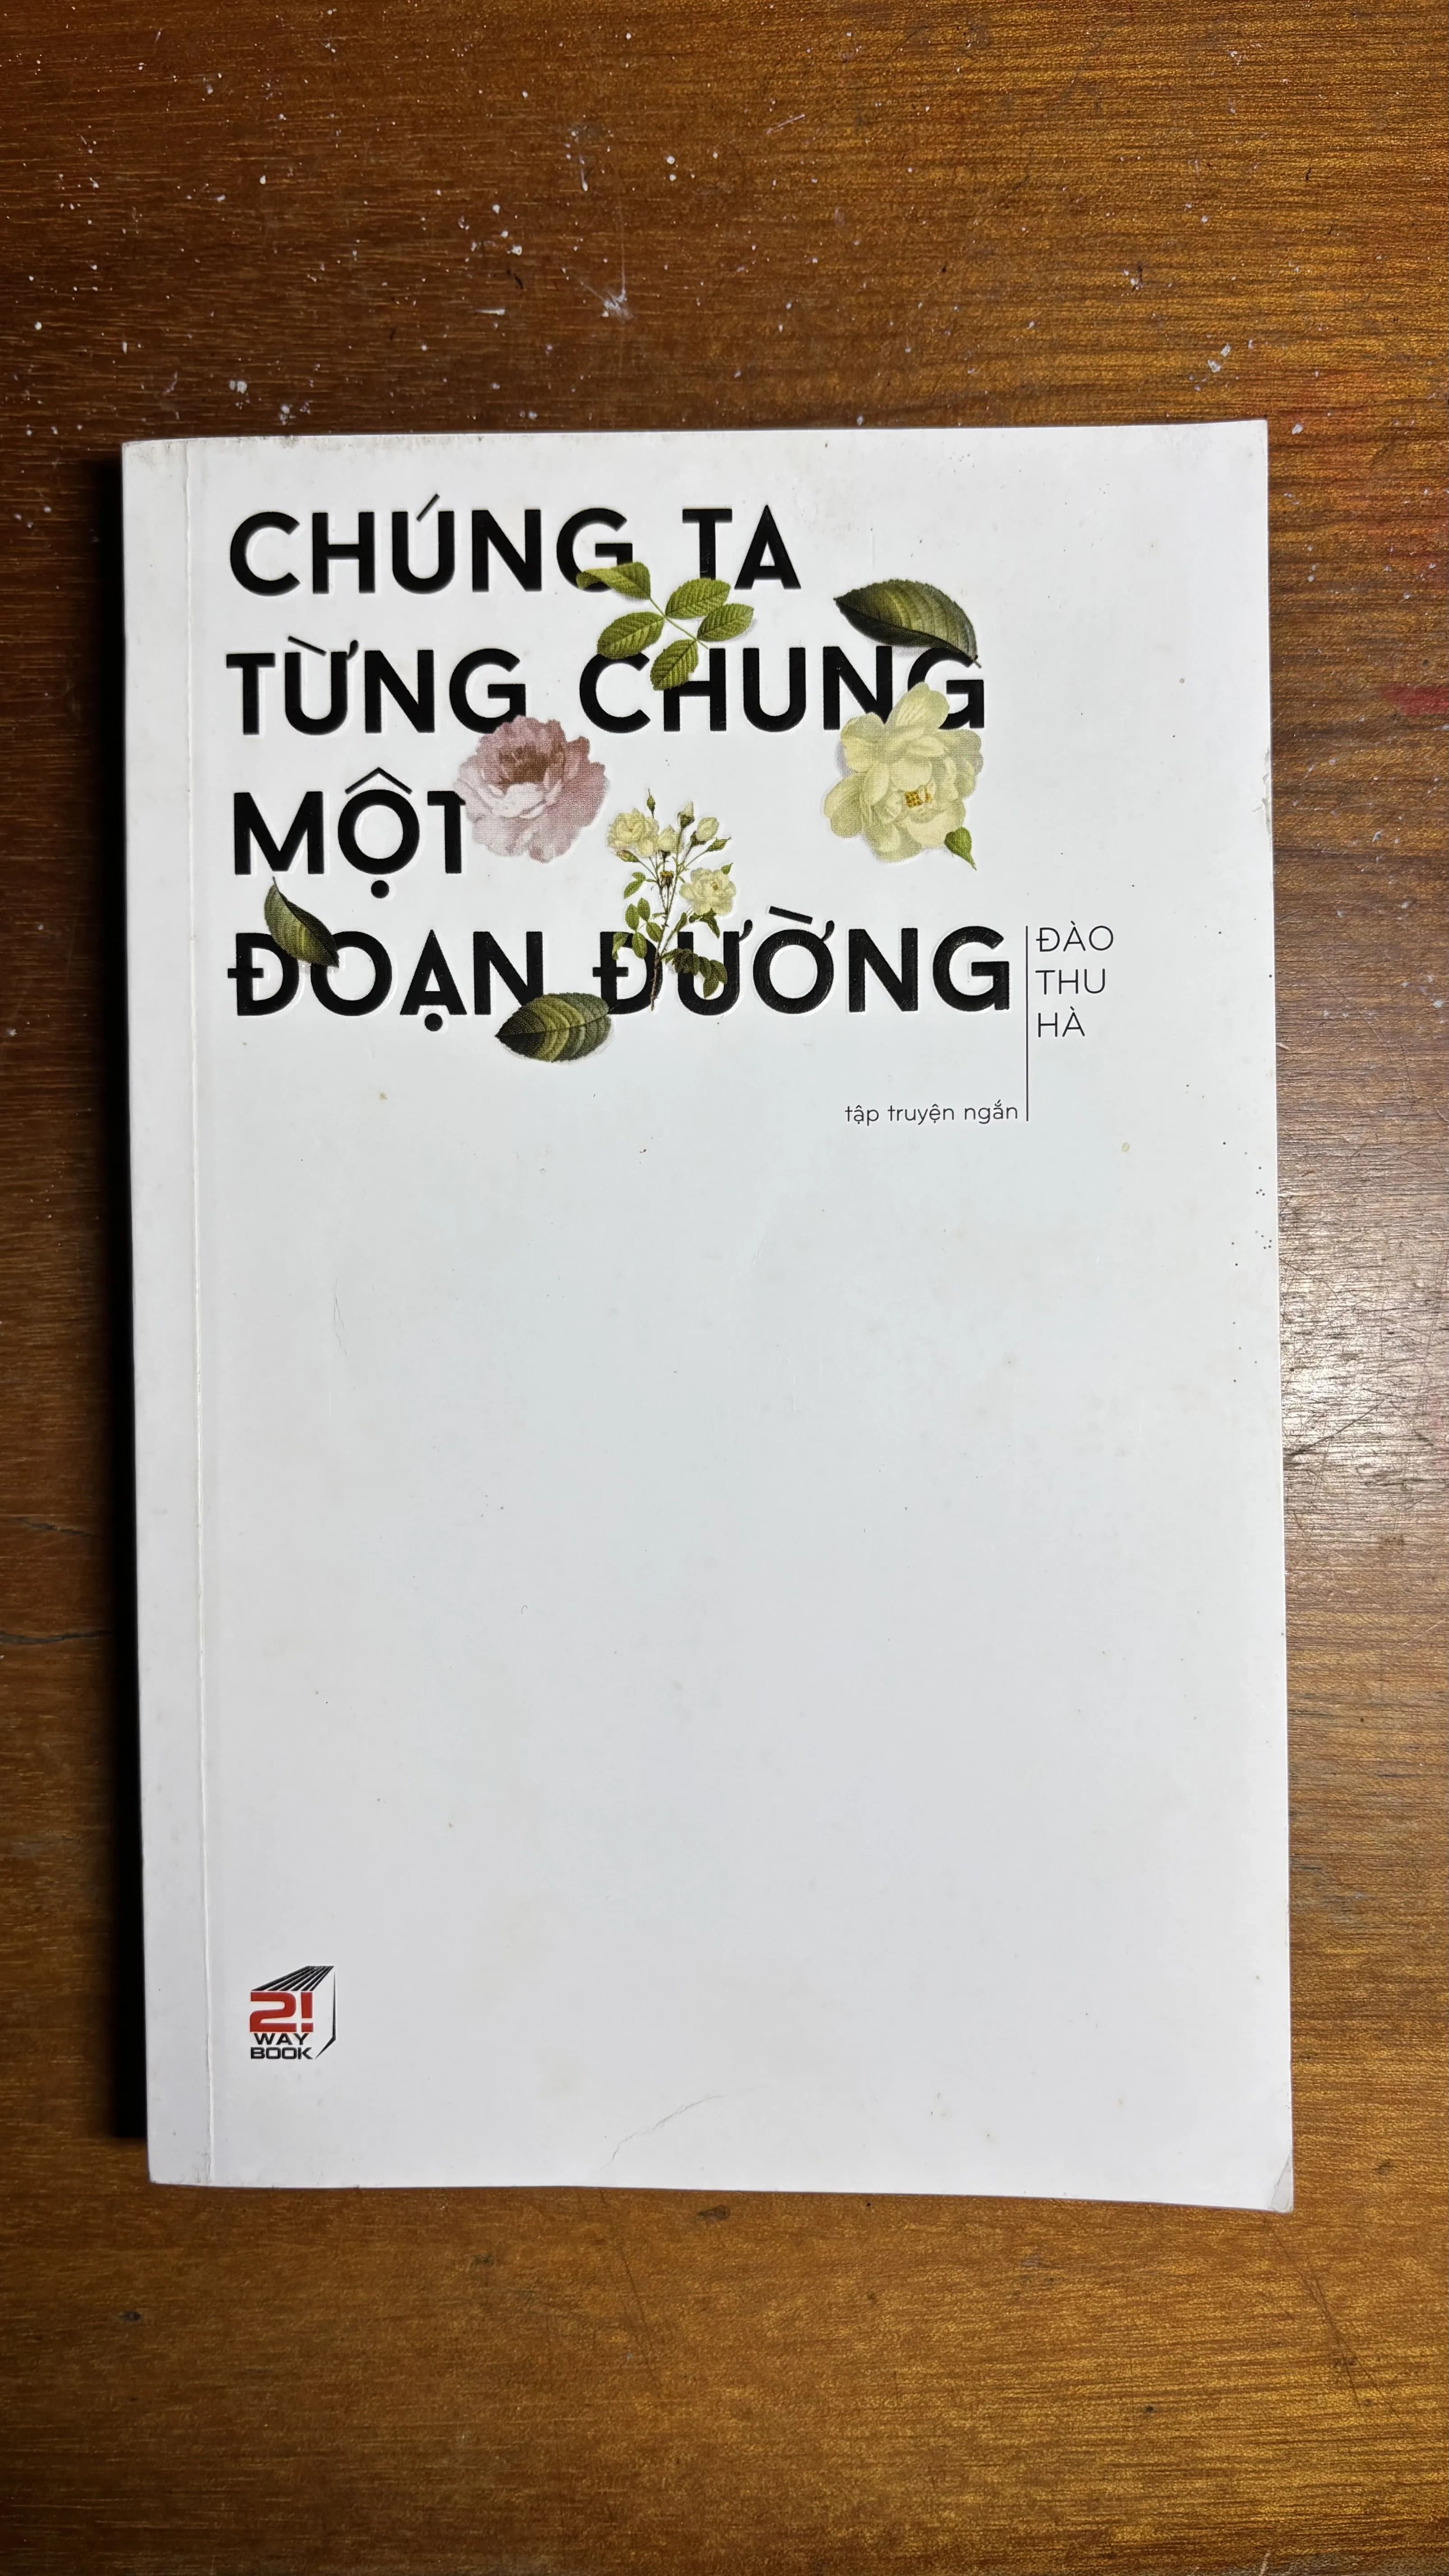 CHÚNG TA
TỪNG CHUNG
MỘT
ĐOẠN ĐƯỜNG
ĐÀO
THU
HÀ
tập truyện ngắn
2!
WAY
BOOK